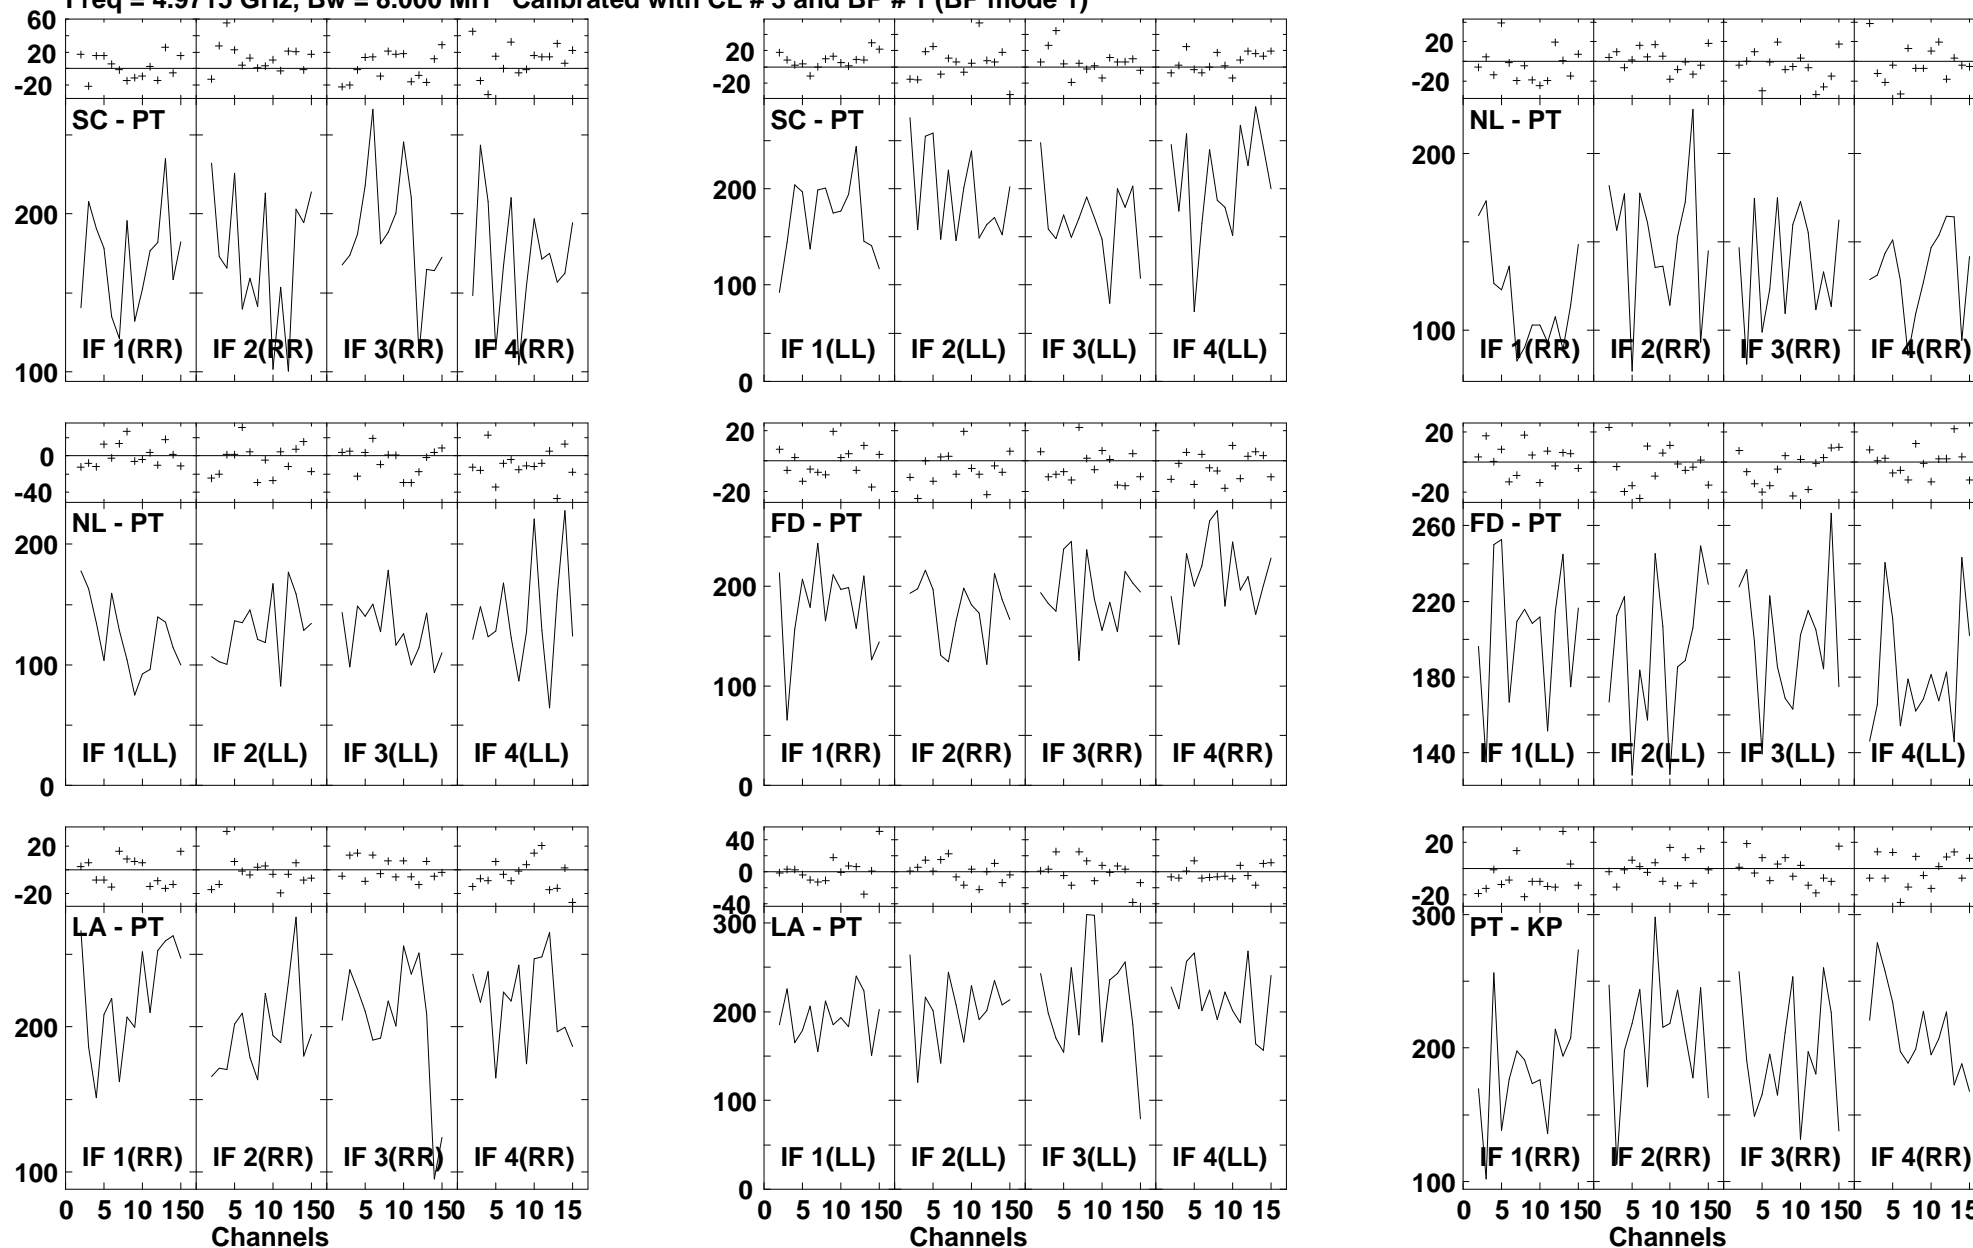 Freq = 4.9715 GHz, Bw = 8.000 MH Calibrated with CL # 3 and BP # 1 (BP mode 1)
60
20
-20
20
-20
20
-20
SC - PT
SC - PT
NL - PT
200
100
200
100
0
200
100
IF 1(RR) IF 2(RR) IF 3(RR) IF 4(RR)
IF 1(LL) IF 2(LL) IF 3(LL) IF 4(LL)
IF 1(RR) IF 2(RR) IF 3(RR) IF 4(RR)
0
-40
20
-20
20
-20
NL - PT
FD - PT
FD - PT
200
100
0
200
100
0
260
220
180
140
IF 1(LL) IF 2(LL) IF 3(LL) IF 4(LL)
IF 1(RR) IF 2(RR) IF 3(RR) IF 4(RR)
IF 1(LL) IF 2(LL) IF 3(LL) IF 4(LL)
20
-20
40
0
-40
20
-20
LA - PT
LA - PT
PT - KP
200
100
300
200
100
0
300
200
100
IF 1(RR) IF 2(RR) IF 3(RR) IF 4(RR)
IF 1(LL) IF 2(LL) IF 3(LL) IF 4(LL)
IF 1(RR) IF 2(RR) IF 3(RR) IF 4(RR)
0 5 10 150 5 10 150 5 10 150 5 10 15
0 5 10 150 5 10 150 5 10 150 5 10 15
0 5 10 150 5 10 150 5 10 150 5 10 15
Channels
Channels
Channels